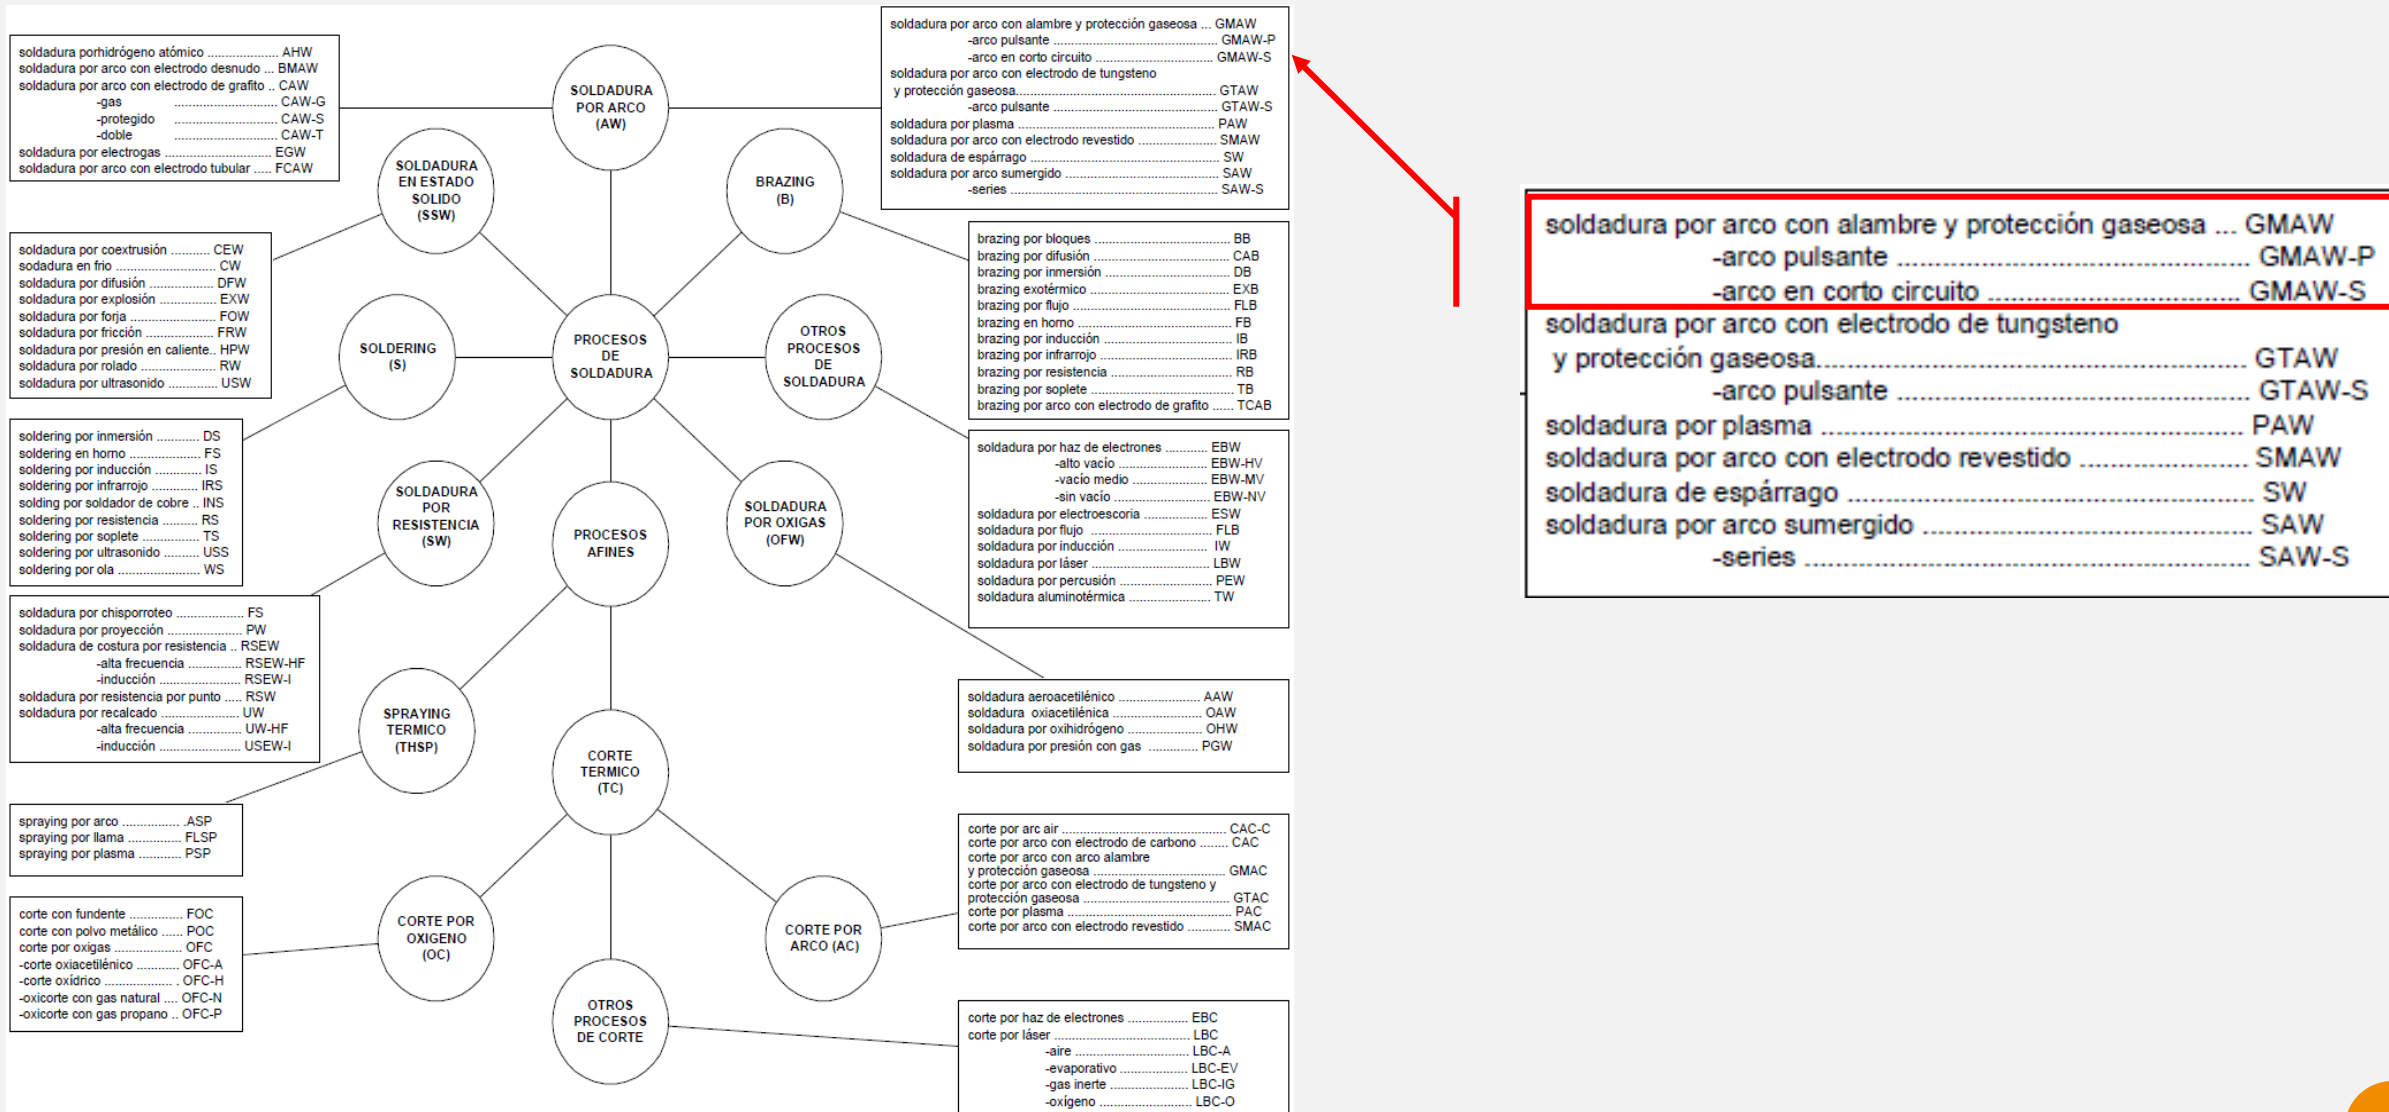 soldadura porhidrógeno atómico .................... AHW
soldadura por arco con electrodo desnudo ... BMAW
soldadura por arco con electrodo de grafito .. CAW
-gas ............................. CAW-G
-protegido ............................. CAW-S
-doble ............................. CAW-T
soldadura por electrogas .............................. EGW
soldadura por arco con electrodo tubular ..... FCAW
SOLDADURA
POR ARCO
(AW)
soldadura por arco con alambre y protección gaseosa ... GMAW
-arco pulsante .............................................. GMAW-P
-arco en corto circuito ................................. GMAW-S
soldadura por arco con electrodo de tungsteno
y protección gaseosa........................................................ GTAW
-arco pulsante .............................................. GTAW-S
soldadura por plasma ....................................................... PAW
soldadura por arco con electrodo revestido ...................... SMAW
soldadura de espárrago ..................................................... SW
soldadura por arco sumergido ........................................... SAW
-series .......................................................... SAW-S
SOLDADURA
EN ESTADO
SOLIDO
(SSW)
BRAZING
(B)
soldadura por coextrusión ........... CEW
sodadura en frio ............................ CW
soldadura por difusión .................. DFW
soldadura por explosión ................ EXW
soldadura por forja ........................ FOW
soldadura por fricción ................... FRW
soldadura por presión en caliente.. HPW
soldadura por rolado ..................... RW
soldadura por ultrasonido .............. USW
brazing por bloques ...................................... BB
brazing por difusión ...................................... CAB
brazing por inmersión .................................... DB
brazing exotérmico ........................................ EXB
brazing por flujo ............................................ FLB
brazing en horno ........................................... FB
brazing por inducción .................................... IB
brazing por infrarrojo ..................................... IRB
brazing por resistencia .................................. RB
brazing por soplete ........................................ TB
brazing por arco con electrodo de grafito ...... TCAB
SOLDERING
(S)
PROCESOS
DE
SOLDADURA
OTROS
PROCESOS
DE
SOLDADURA
soldering por inmersión ............ DS
soldering en horno .................... FS
soldering por inducción ............. IS
soldering por infrarrojo .............. IRS
solding por soldador de cobre .. INS
soldering por resistencia .......... RS
soldering por soplete ................ TS
soldering por ultrasonido .......... USS
soldering por ola ....................... WS
soldadura por haz de electrones ............ EBW
-alto vacío .......................... EBW-HV
-vacío medio ...................... EBW-MV
-sin vacío ........................... EBW-NV
soldadura por electroescoria .................. ESW
soldadura por flujo ................................. FLB
soldadura por inducción ......................... IW
soldadura por láser ................................. LBW
soldadura por percusión .......................... PEW
soldadura aluminotérmica ....................... TW
SOLDADURA
POR
RESISTENCIA
(SW)
PROCESOS
AFINES
SOLDADURA
POR OXIGAS
(OFW)
soldadura por chisporroteo ................... FS
soldadura por proyección ..................... PW
soldadura de costura por resistencia .. RSEW
-alta frecuencia ............... RSEW-HF
-inducción ....................... RSEW-I
soldadura por resistencia por punto ..... RSW
soldadura por recalcado ...................... UW
-alta frecuencia ................ UW-HF
-inducción ....................... USEW-I
soldadura aeroacetilénico ....................... AAW
soldadura oxiacetilénica ......................... OAW
soldadura por oxihidrógeno ..................... OHW
soldadura por presión con gas .............. PGW
SPRAYING
TERMICO
(THSP)
CORTE
TERMICO
(TC)
spraying por arco ................ .ASP
spraying por llama ............... FLSP
spraying por plasma ............ PSP
corte por arc air .............................................. CAC-C
corte por arco con electrodo de carbono ........ CAC
corte por arco con arco alambre
y protección gaseosa ..................................... GMAC
corte por arco con electrodo de tungsteno y
protección gaseosa ......................................... GTAC
corte por plasma .............................................. PAC
corte por arco con electrodo revestido ............ SMAC
corte con fundente ............... FOC
corte con polvo metálico ...... POC
corte por oxigas ................... OFC
-corte oxiacetilénico ............ OFC-A
-corte oxídrico ................... . OFC-H
-oxicorte con gas natural .... OFC-N
-oxicorte con gas propano .. OFC-P
CORTE POR
OXIGENO
(OC)
CORTE POR
ARCO (AC)
OTROS
PROCESOS
DE CORTE
corte por haz de electrones ................. EBC
corte por láser ...................................... LBC
-aire ................................ LBC-A
-evaporativo ................... LBC-EV
-gas inerte ...................... LBC-IG
-oxígeno .......................... LBC-O
soldadura por arco con alambre y protección gaseosa ... GMAW
-arco pulsante .............................................. GMAW-P
-arco en corto circuito ................................. GMAW-S
soldadura por arco con electrodo de tungsteno
y protección gaseosa........................................................ GTAW
-arco pulsante .............................................. GTAW-S
soldadura por plasma ....................................................... PAW
soldadura por arco con electrodo revestido ...................... SMAW
soldadura de espárrago ..................................................... SW
soldadura por arco sumergido ........................................... SAW
-series .......................................................... SAW-S